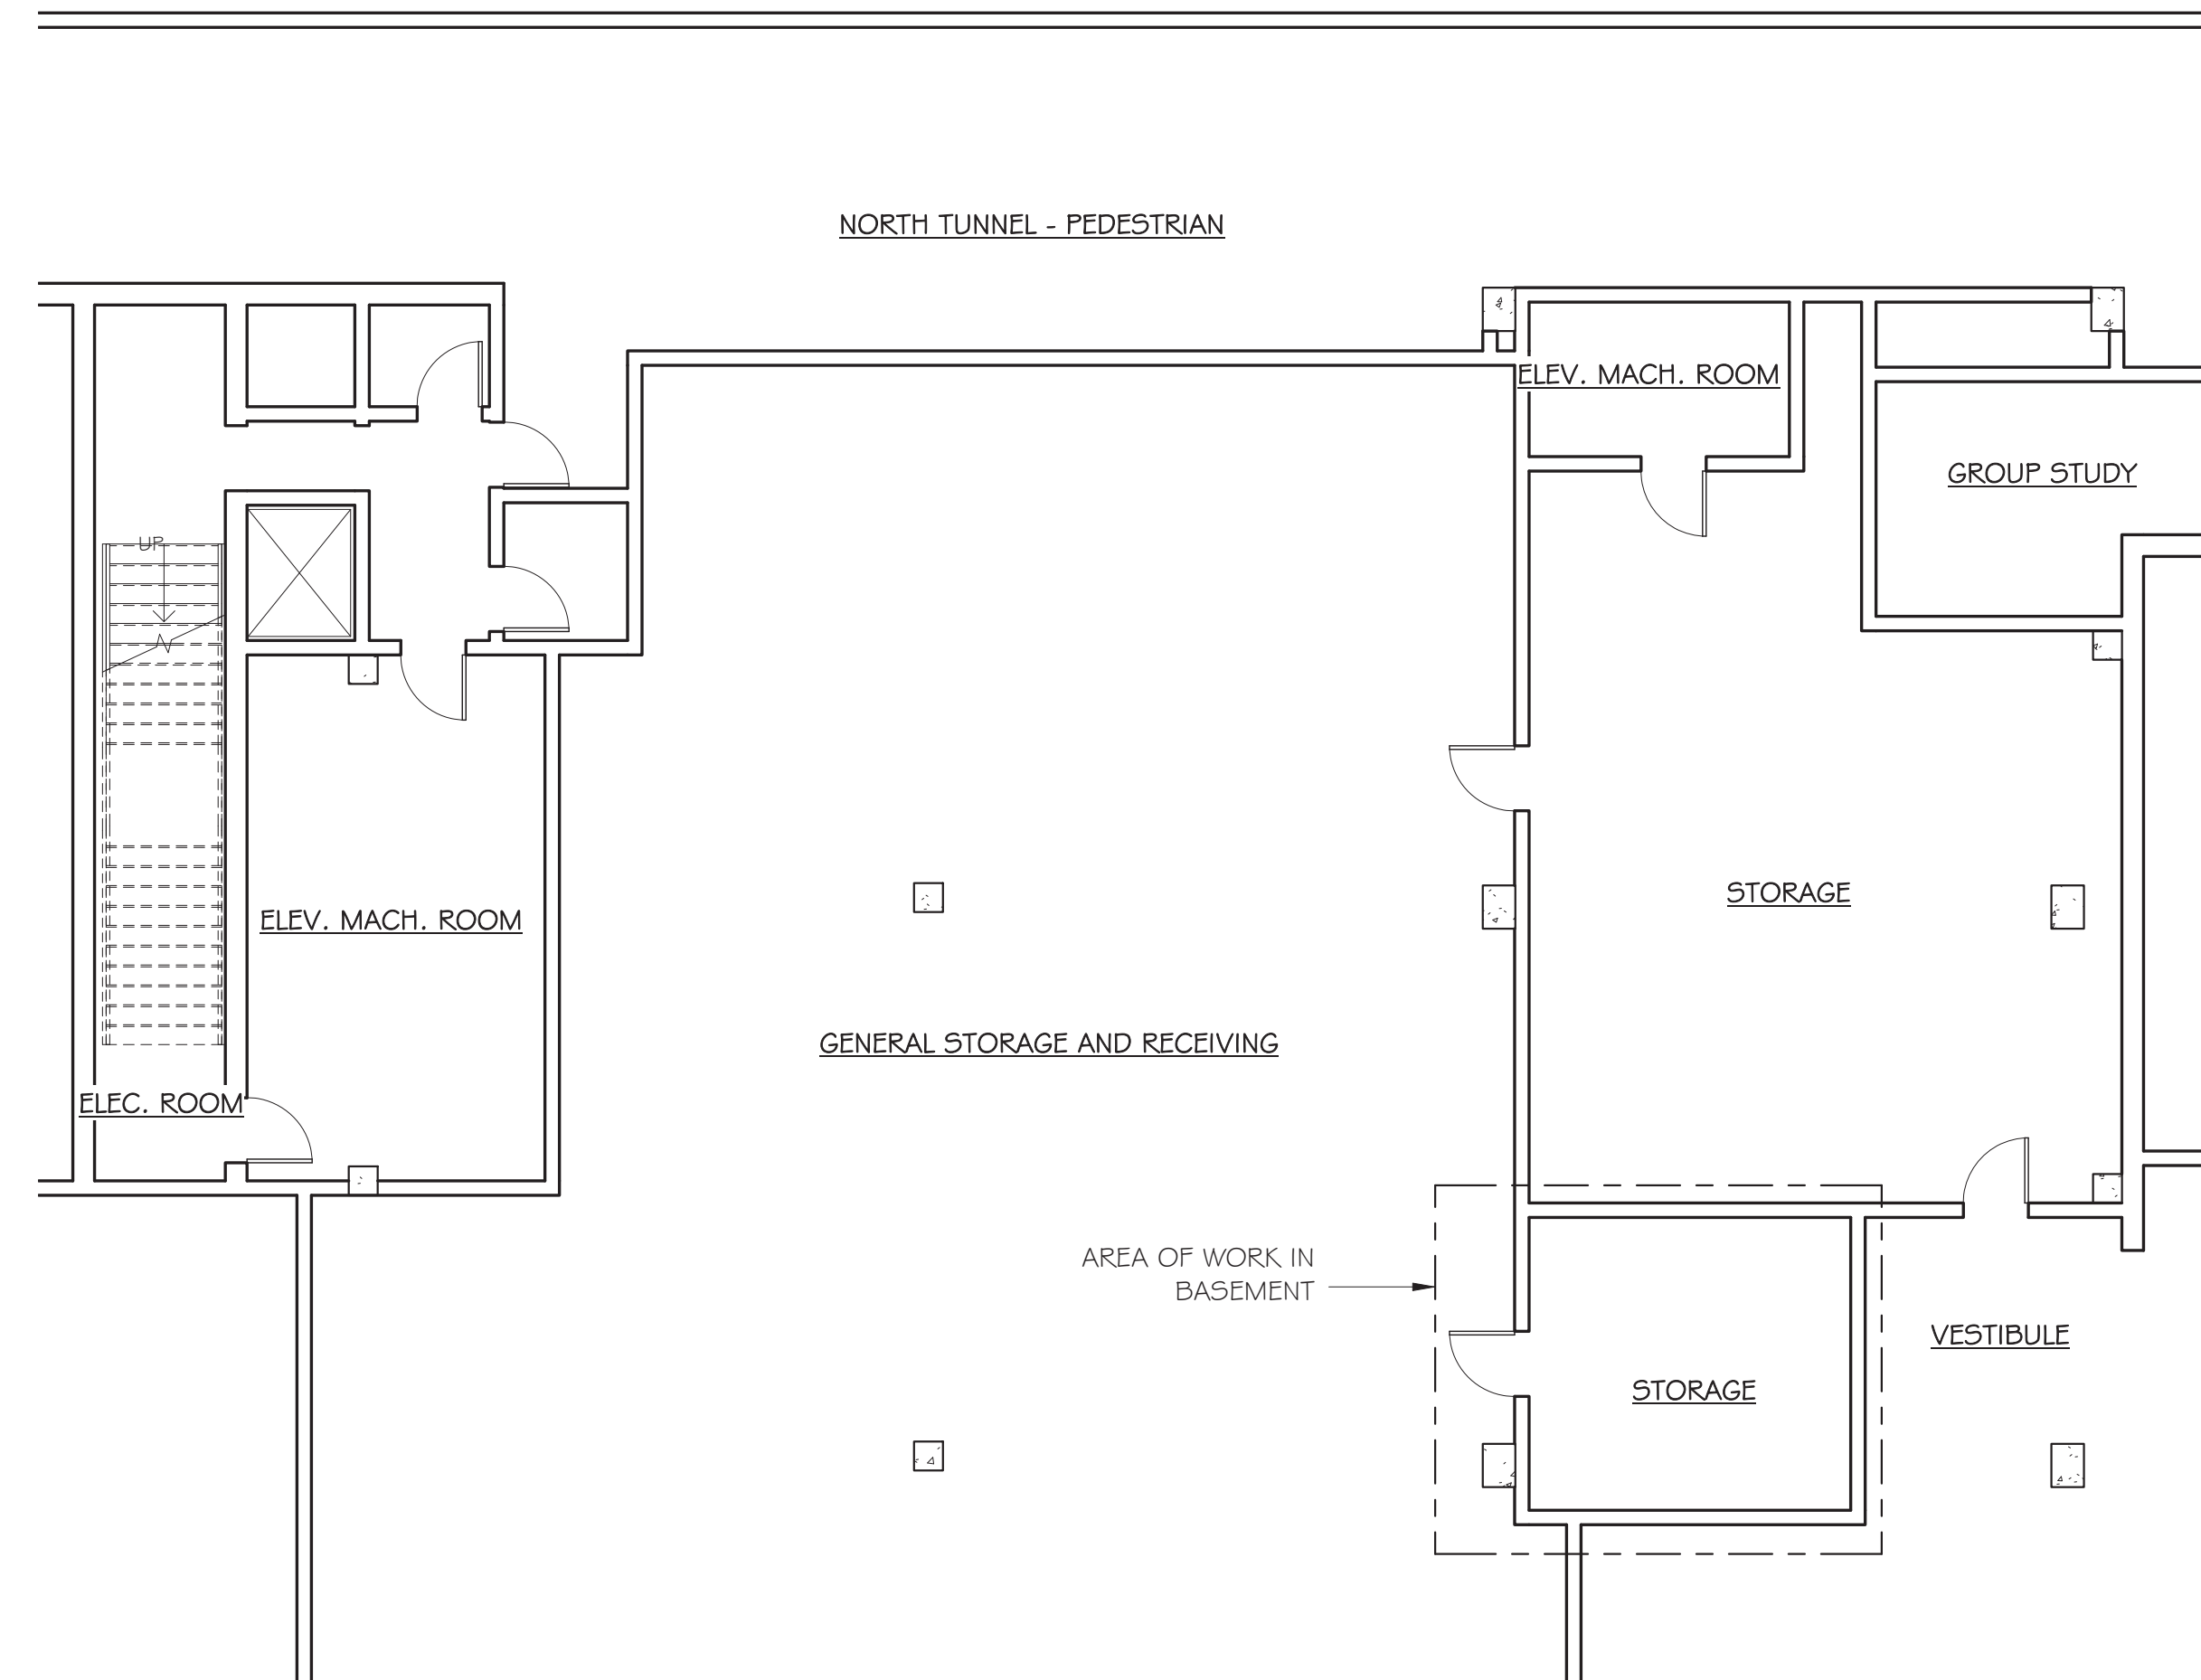 NORTH TUNNEL - PEDESTRIAN
ELEV. MACH. ROOM
GROUP STUDY
UP
STORAGE
ELEV. MACH. ROOM
GENERAL STORAGE AND RECEIVING
ELEC. ROOM
AREA OF WORK IN
BASEMENT
VESTIBULE
STORAGE